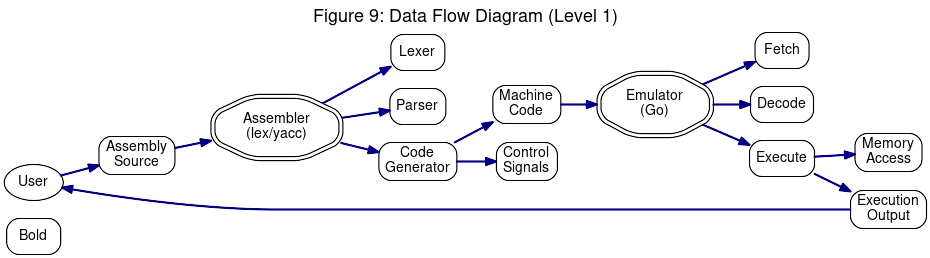 Figure 9: Data Flow Diagram (Level 1)
User
Assembly
Source
Assembler
(lex/yacc)
Lexer
Parser
Code
Generator
Machine
Code
Control
Signals
Emulator
(Go)
Fetch
Decode
Execute
Memory
Access
Execution
Output
Bold